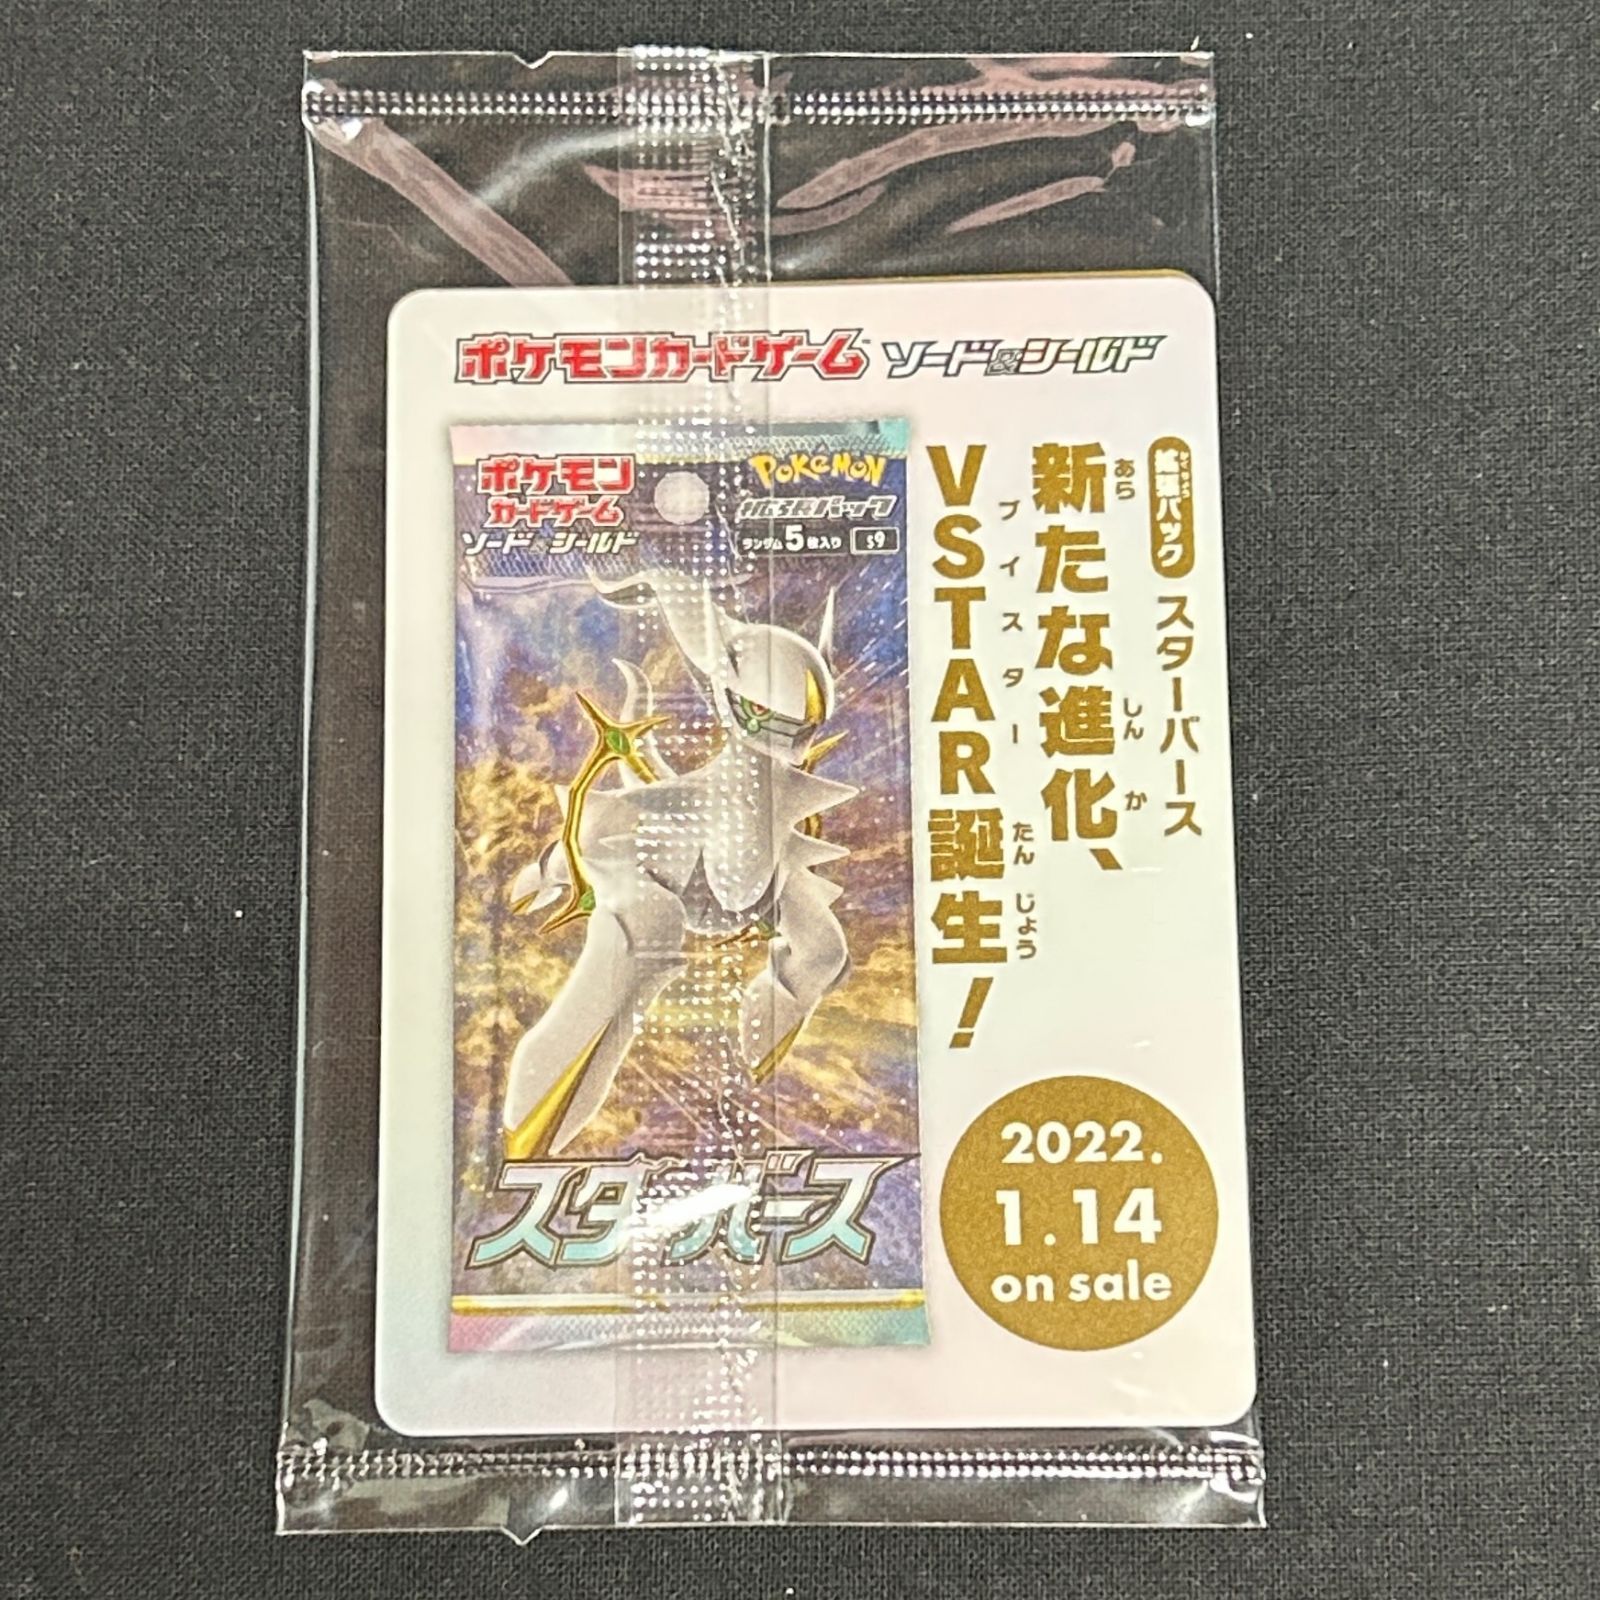 ポケモンカードゲーム ソード&シールド
ポケモン
カードゲーム
ソード&シールド
POKéMON
拡張パック
ランダム5枚入り s9
スターバース
かくちょう
拡張パック スターバース
あら しん か
新たな進化、
ブイスター たんじょう
VSTAR誕生!
2022.
1.14
on sale